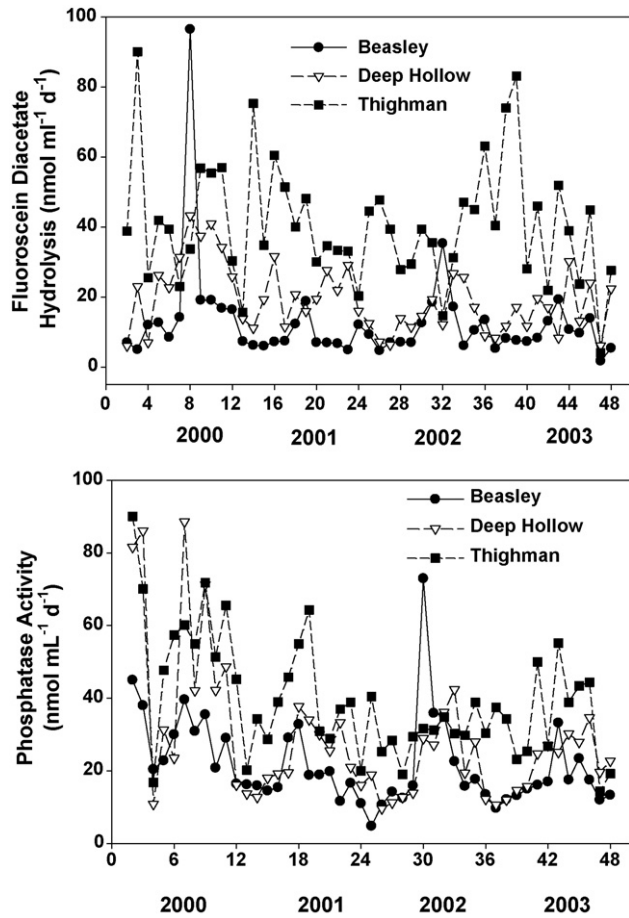 100
80
60
40
20
0
Fluoroscein Diacetate
Hydrolysis (nmol ml⁻¹ d⁻¹)
Beasley
Deep Hollow
Thighman
0 4 8 12 16 20 24 28 32 36 40 44 48
2000 2001 2002 2003
100
80
60
40
20
0
Phosphatase Activity
(nmol mL⁻¹ d⁻¹)
Beasley
Deep Hollow
Thighman
0 6 12 18 24 30 36 42 48
2000 2001 2002 2003